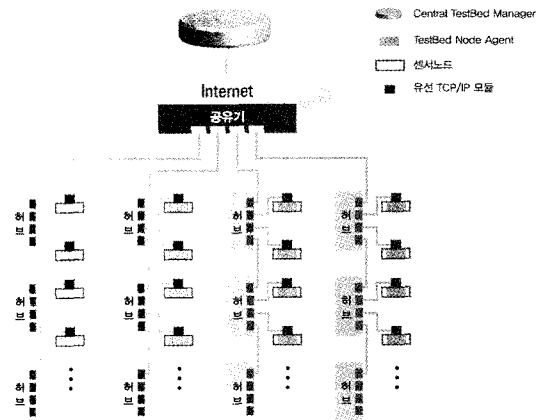 Central TestBed Manager
TestBed Node Agent
센서노드
유선 TCP/IP 모듈
Internet
공유기
허브
허브
허브
허브
허브
허브
허브
허브
허브
허브
허브
허브